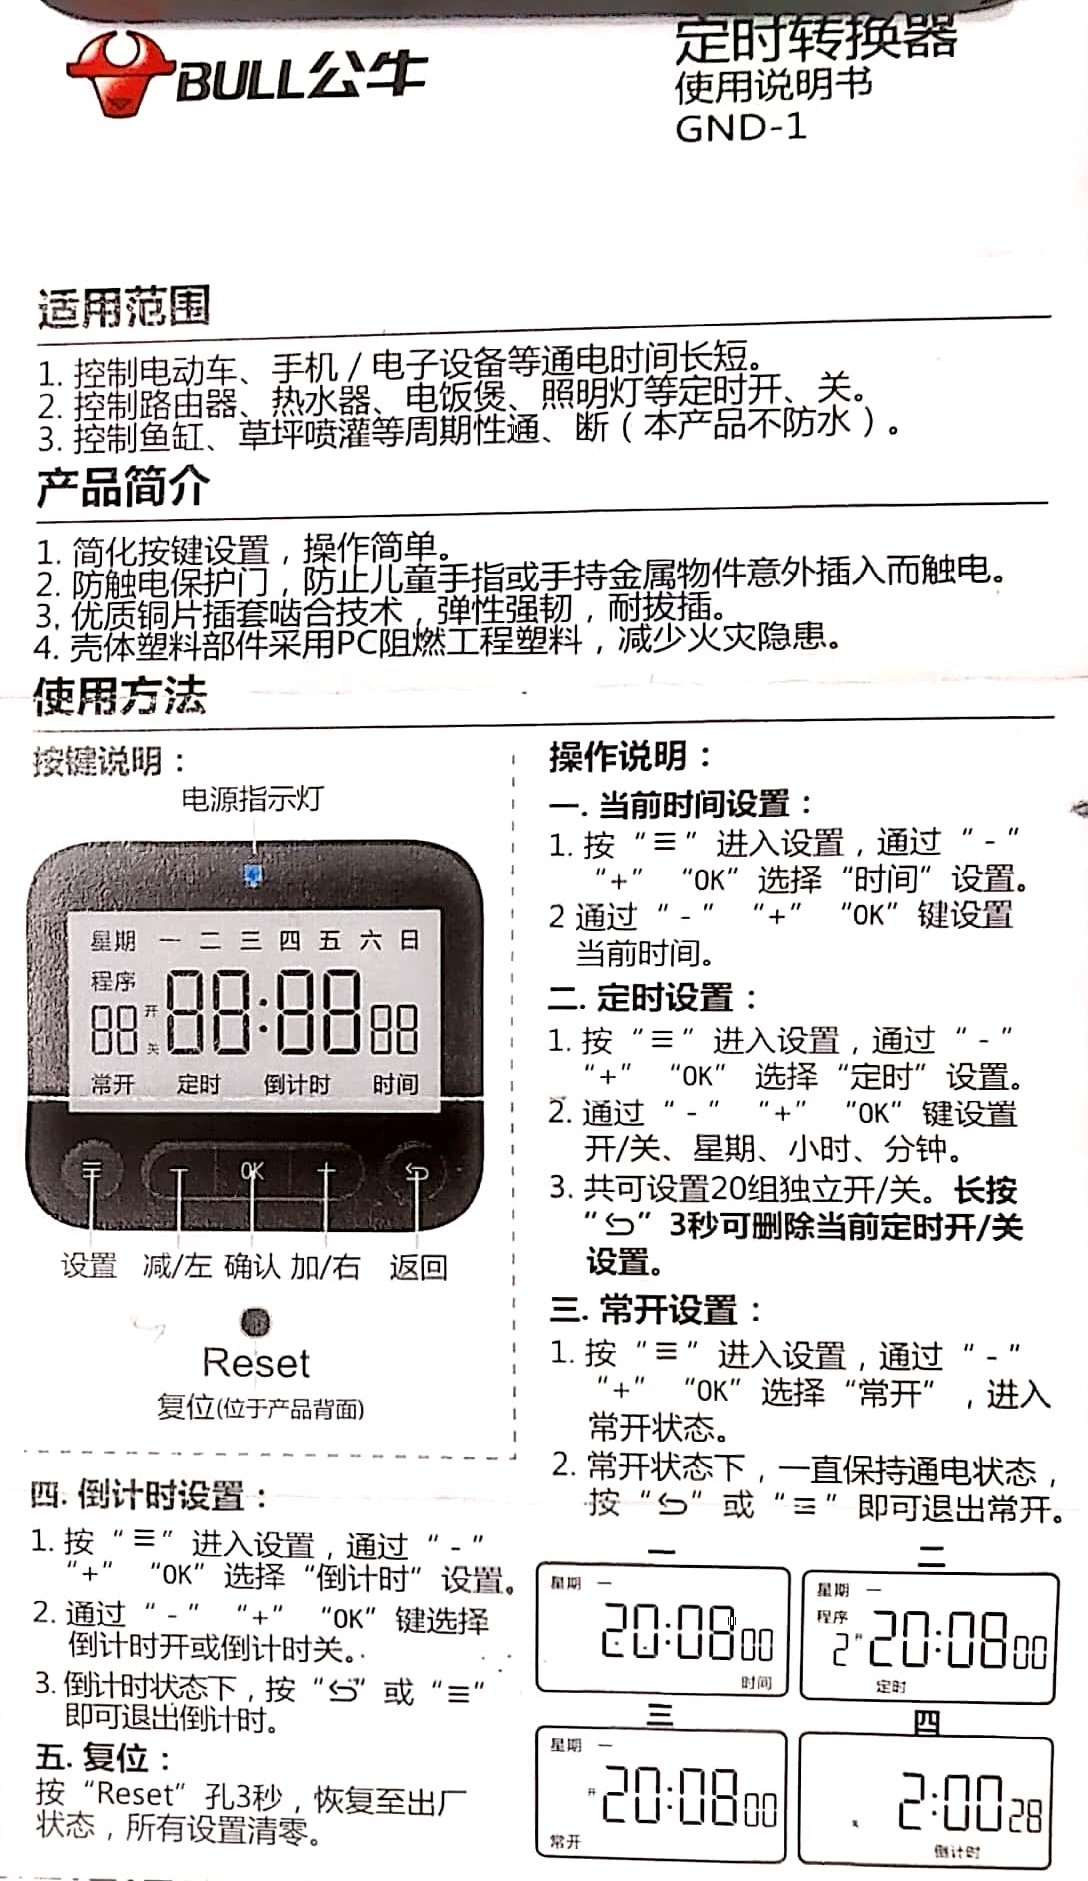 BULL公牛
定时转换器
使用说明书
GND-1
适用范围
1. 控制电动车、手机 / 电子设备等通电时间长短。
2. 控制路由器、热水器、电饭煲、照明灯等定时开、关。
3. 控制鱼缸、草坪喷灌等周期性通、断（本产品不防水）。
产品简介
1. 简化按键设置，操作简单。
2. 防触电保护门，防止儿童手指或手持金属物件意外插入而触电。
3. 优质铜片插套啮合技术，弹性强韧，耐拔插。
4. 壳体塑料部件采用PC阻燃工程塑料，减少火灾隐患。
使用方法
按键说明：
电源指示灯
星期 一 二 三 四 五 六 日
程序
88 开 关 88:88 88
常开 定时 倒计时 时间
☰ − OK + ⮌
设置 减/左 确认 加/右 返回
Reset
复位(位于产品背面)
操作说明：
一. 当前时间设置：
1. 按“☰”进入设置，通过“-”
“+”“OK”选择“时间”设置。
2 通过“-”“+”“OK”键设置
当前时间。
二. 定时设置：
1. 按“☰”进入设置，通过“-”
“+”“OK”选择“定时”设置。
2. 通过“-”“+”“OK”键设置
开/关、星期、小时、分钟。
3. 共可设置20组独立开/关。长按
“⮌”3秒可删除当前定时开/关
设置。
三. 常开设置：
1. 按“☰”进入设置，通过“-”
“+”“OK”选择“常开”，进入
常开状态。
2. 常开状态下，一直保持通电状态，
按“⮌”或“☰”即可退出常开。
四. 倒计时设置：
1. 按“☰”进入设置，通过“-”
“+”“OK”选择“倒计时”设置。
2. 通过“-”“+”“OK”键选择
倒计时开或倒计时关。
3. 倒计时状态下，按“⮌”或“☰”
即可退出倒计时。
五. 复位：
按“Reset”孔3秒，恢复至出厂
状态，所有设置清零。
一
星期 一
20:08 00
时间
二
星期 一
程序
2 开 20:08 00
定时
三
星期 一
开 20:08 00
常开
四
2:00 28
倒计时